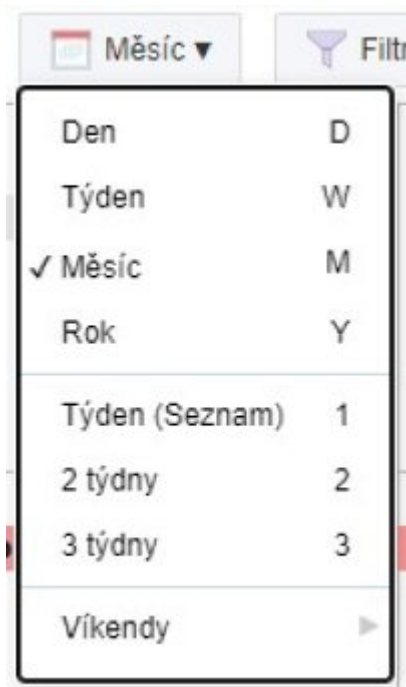 Měsíc ▾ Filtr
Den D
Týden W
✓ Měsíc M
Rok Y
Týden (Seznam) 1
2 týdny 2
3 týdny 3
Víkendy ▶